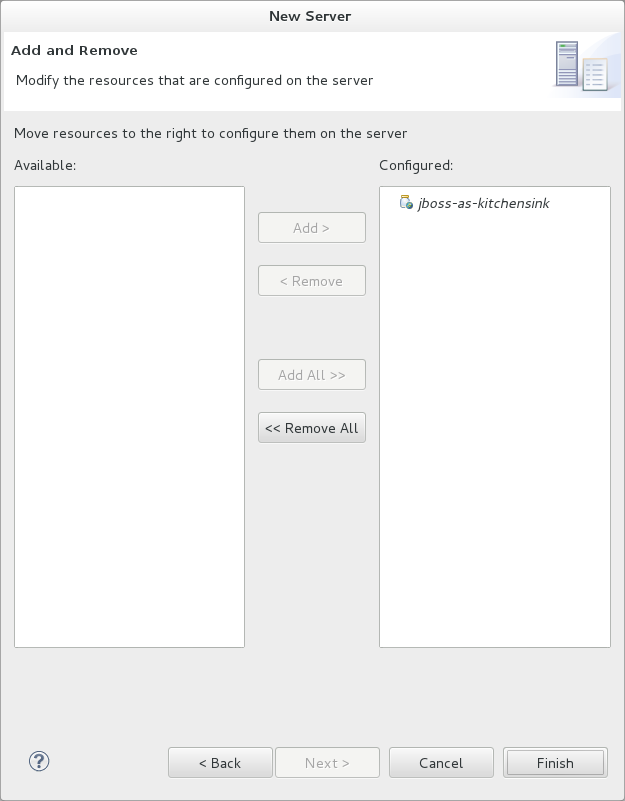 New Server
Add and Remove
Modify the resources that are configured on the server
Move resources to the right to configure them on the server
Available:
Configured:
jboss-as-kitchensink
Add >
< Remove
Add All >>
<< Remove All
?
< Back
Next >
Cancel
Finish